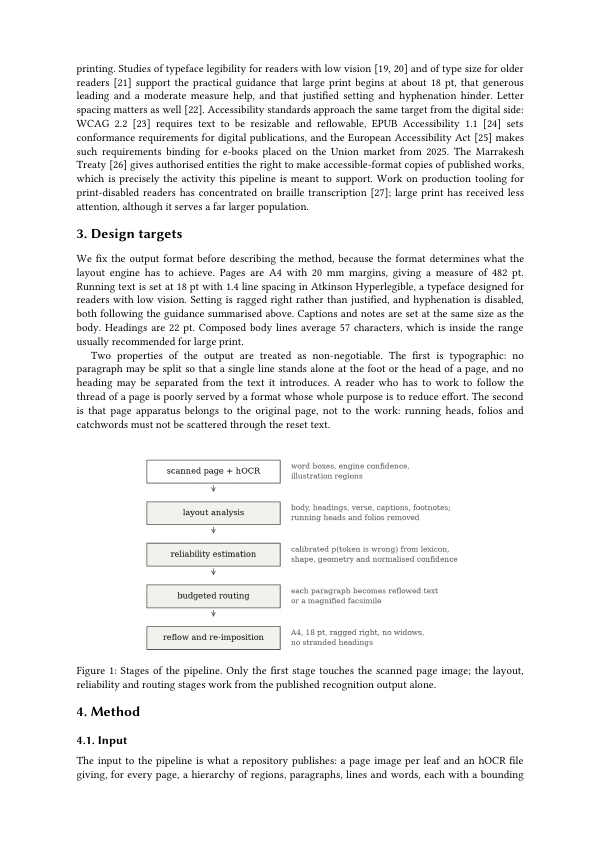 printing. Studies of typeface legibility for readers with low vision [19, 20] and of type size for older
readers [21] support the practical guidance that large print begins at about 18 pt, that generous
leading and a moderate measure help, and that justified setting and hyphenation hinder. Letter
spacing matters as well [22]. Accessibility standards approach the same target from the digital side:
WCAG 2.2 [23] requires text to be resizable and reflowable, EPUB Accessibility 1.1 [24] sets
conformance requirements for digital publications, and the European Accessibility Act [25] makes
such requirements binding for e-books placed on the Union market from 2025. The Marrakesh
Treaty [26] gives authorised entities the right to make accessible-format copies of published works,
which is precisely the activity this pipeline is meant to support. Work on production tooling for
print-disabled readers has concentrated on braille transcription [27]; large print has received less
attention, although it serves a far larger population.
3. Design targets
We fix the output format before describing the method, because the format determines what the
layout engine has to achieve. Pages are A4 with 20 mm margins, giving a measure of 482 pt.
Running text is set at 18 pt with 1.4 line spacing in Atkinson Hyperlegible, a typeface designed for
readers with low vision. Setting is ragged right rather than justified, and hyphenation is disabled,
both following the guidance summarised above. Captions and notes are set at the same size as the
body. Headings are 22 pt. Composed body lines average 57 characters, which is inside the range
usually recommended for large print.
Two properties of the output are treated as non-negotiable. The first is typographic: no
paragraph may be split so that a single line stands alone at the foot or the head of a page, and no
heading may be separated from the text it introduces. A reader who has to work to follow the
thread of a page is poorly served by a format whose whole purpose is to reduce effort. The second
is that page apparatus belongs to the original page, not to the work: running heads, folios and
catchwords must not be scattered through the reset text.
scanned page + hOCR
word boxes, engine confidence,
illustration regions
layout analysis
body, headings, verse, captions, footnotes;
running heads and folios removed
reliability estimation
calibrated p(token is wrong) from lexicon,
shape, geometry and normalised confidence
budgeted routing
each paragraph becomes reflowed text
or a magnified facsimile
reflow and re-imposition
A4, 18 pt, ragged right, no widows,
no stranded headings
Figure 1: Stages of the pipeline. Only the first stage touches the scanned page image; the layout,
reliability and routing stages work from the published recognition output alone.
4. Method
4.1. Input
The input to the pipeline is what a repository publishes: a page image per leaf and an hOCR file
giving, for every page, a hierarchy of regions, paragraphs, lines and words, each with a bounding